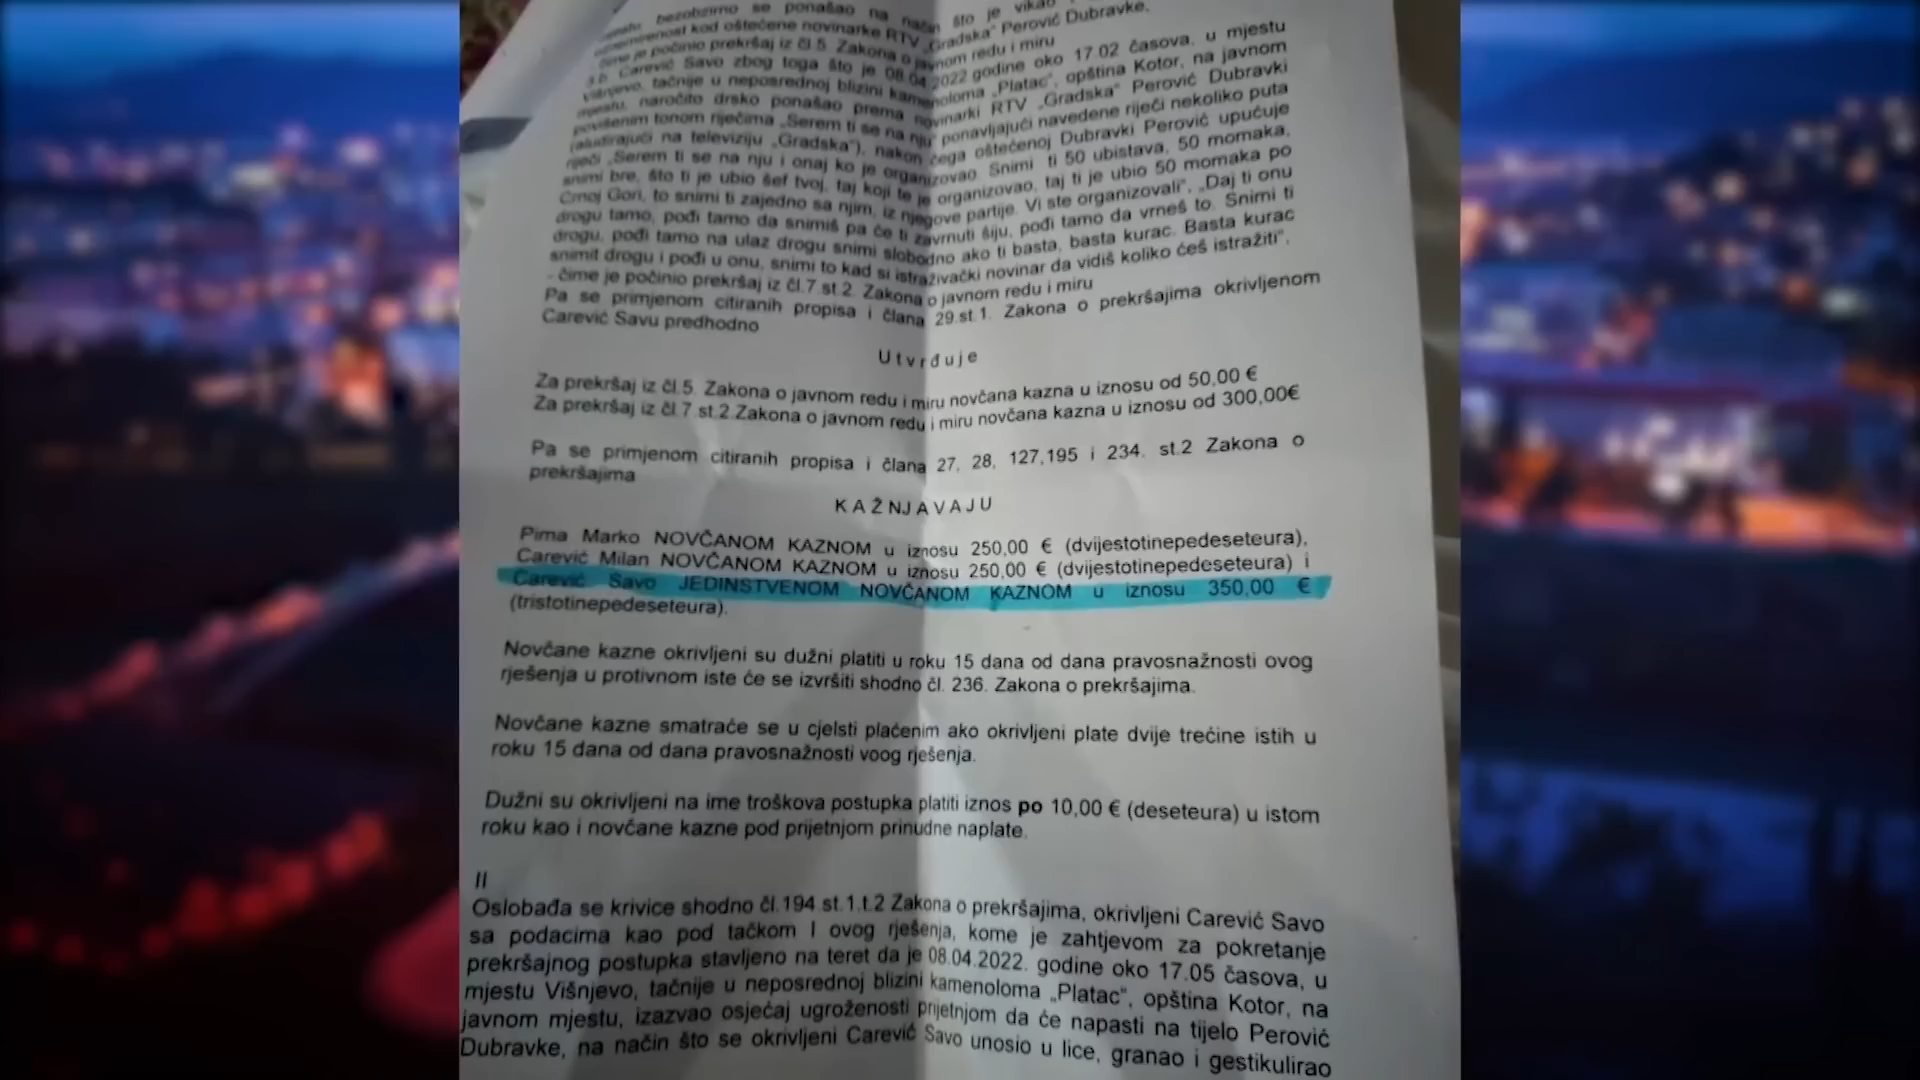 bezobzirno se ponašao na način što je vikao
kod oštećene novinarke RTV „Gradska“ Perović Dubravke,
čime je počinio prekršaj iz čl.5. Zakona o javnom redu i miru
3.b. Carević Savo zbog toga što je 08.04.2022 godine oko 17.02 časova, u mjestu
Višnjevo, tačnije u neposrednoj blizini kamenoloma „Platac“, opština Kotor, na javnom
mjestu, naročito drsko ponašao prema novinarki RTV „Gradska“ Perović Dubravki
povišenim tonom riječima „Serem ti se na nju“ ponavljajući navedene riječi nekoliko puta
(aludirajući na televiziju „Gradska“), nakon čega oštećenoj Dubravki Perović upućuje
riječi „Serem ti se na nju i onaj ko je organizovao. Snimi ti 50 ubistava, 50 momaka,
snimi bre, što ti je ubio šef tvoj, taj koji te je organizovao, taj ti je ubio 50 momaka po
Crnoj Gori, to snimi ti zajedno sa njim, iz njegove partije. Vi ste organizovali“, „Daj ti onu
drogu tamo, pođi tamo da snimiš pa će ti zavrnuti šiju, pođi tamo da vrneš to. Snimi ti
drogu, pođi tamo na ulaz drogu snimi slobodno ako ti basta, basta kurac. Basta kurac
snimit drogu i pođi u onu, snimi to kad si istraživački novinar da vidiš koliko ćeš istražiti“,
- čime je počinio prekršaj iz čl.7.st.2. Zakona o javnom redu i miru
Pa se primjenom citiranih propisa i člana 29.st.1. Zakona o prekršajima okrivljenom
Carević Savu predhodno
Utvrđuje
Za prekršaj iz čl.5. Zakona o javnom redu i miru novčana kazna u iznosu od 50,00 €
Za prekršaj iz čl.7.st.2.Zakona o javnom redu i miru novčana kazna u iznosu od 300,00€
Pa se primjenom citiranih propisa i člana 27, 28, 127,195 i 234. st.2 Zakona o
prekršajima
KAŽNJAVAJU
Pima Marko NOVČANOM KAZNOM u iznosu 250,00 € (dvijestotinepedeseteura),
Carević Milan NOVČANOM KAZNOM u iznosu 250,00 € (dvijestotinepedeseteura) i
Carević Savo JEDINSTVENOM NOVČANOM KAZNOM u iznosu 350,00 €
(tristotinepedeseteura).
Novčane kazne okrivljeni su dužni platiti u roku 15 dana od dana pravosnažnosti ovog
rješenja u protivnom iste će se izvršiti shodno čl. 236. Zakona o prekršajima.
Novčane kazne smatraće se u cjelsti plaćenim ako okrivljeni plate dvije trećine istih u
roku 15 dana od dana pravosnažnosti voog rješenja.
Dužni su okrivljeni na ime troškova postupka platiti iznos po 10,00 € (deseteura) u istom
roku kao i novčane kazne pod prijetnjom prinudne naplate.
II
Oslobađa se krivice shodno čl.194.st.1.t.2 Zakona o prekršajima, okrivljeni Carević Savo
sa podacima kao pod tačkom I ovog rješenja, kome je zahtjevom za pokretanje
prekršajnog postupka stavljeno na teret da je 08.04.2022. godine oko 17.05 časova, u
mjestu Višnjevo, tačnije u neposrednoj blizini kamenoloma „Platac“, opština Kotor, na
javnom mjestu, izazvao osjećaj ugroženosti prijetnjom da će napasti na tijelo Perović
Dubravke, na način što se okrivljeni Carević Savo unosio u lice, granao i gestikulirao